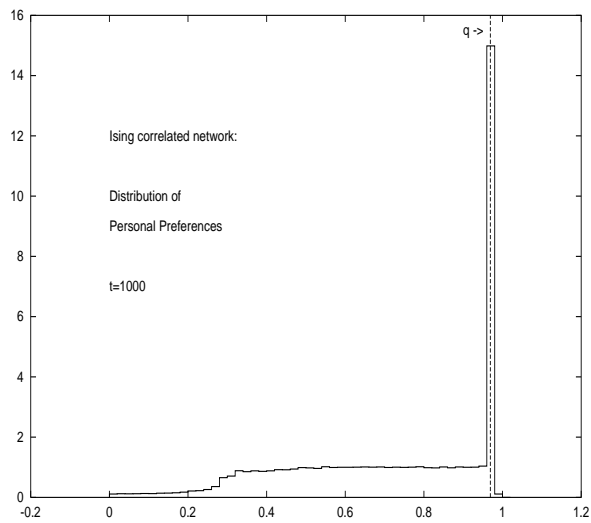 16
q ->
14
12
Ising correlated network:
10
Distribution of
Personal Preferences
8
t=1000
6
4
2
0
-0.2 0 0.2 0.4 0.6 0.8 1 1.2